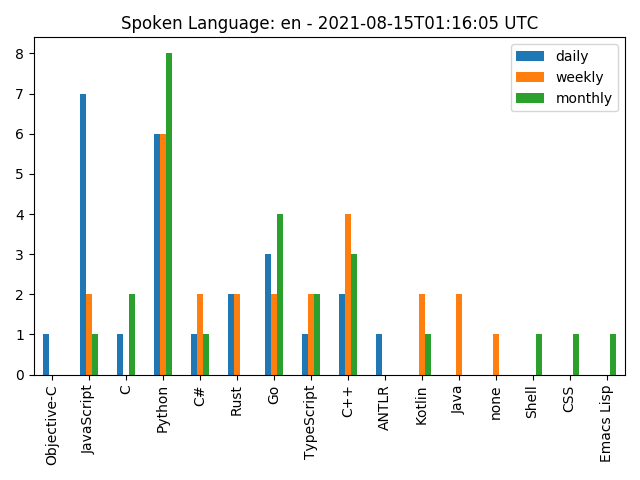 Spoken Language: en - 2021-08-15T01:16:05 UTC
daily
weekly
monthly
8
7
6
5
4
3
2
1
0
Objective-C
JavaScript
C
Python
C#
Rust
Go
TypeScript
C++
ANTLR
Kotlin
Java
none
Shell
CSS
Emacs Lisp